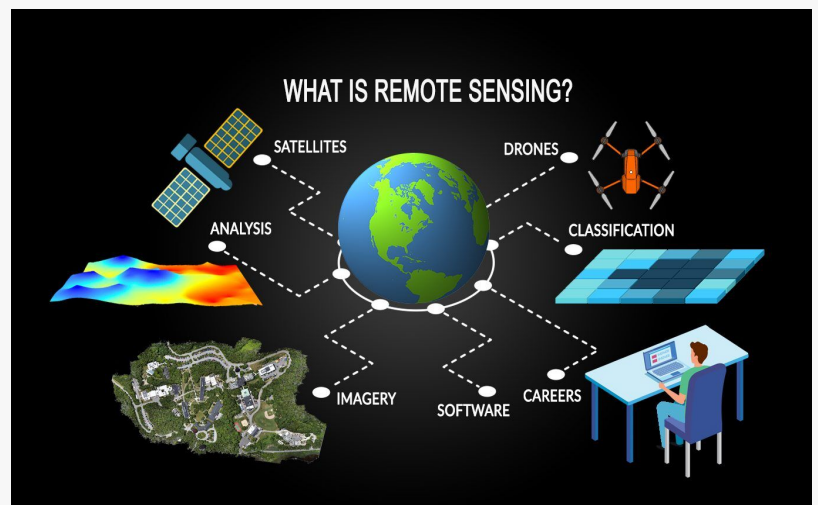 WHAT IS REMOTE SENSING?
SATELLITES
DRONES
ANALYSIS
CLASSIFICATION
IMAGERY
SOFTWARE
CAREERS